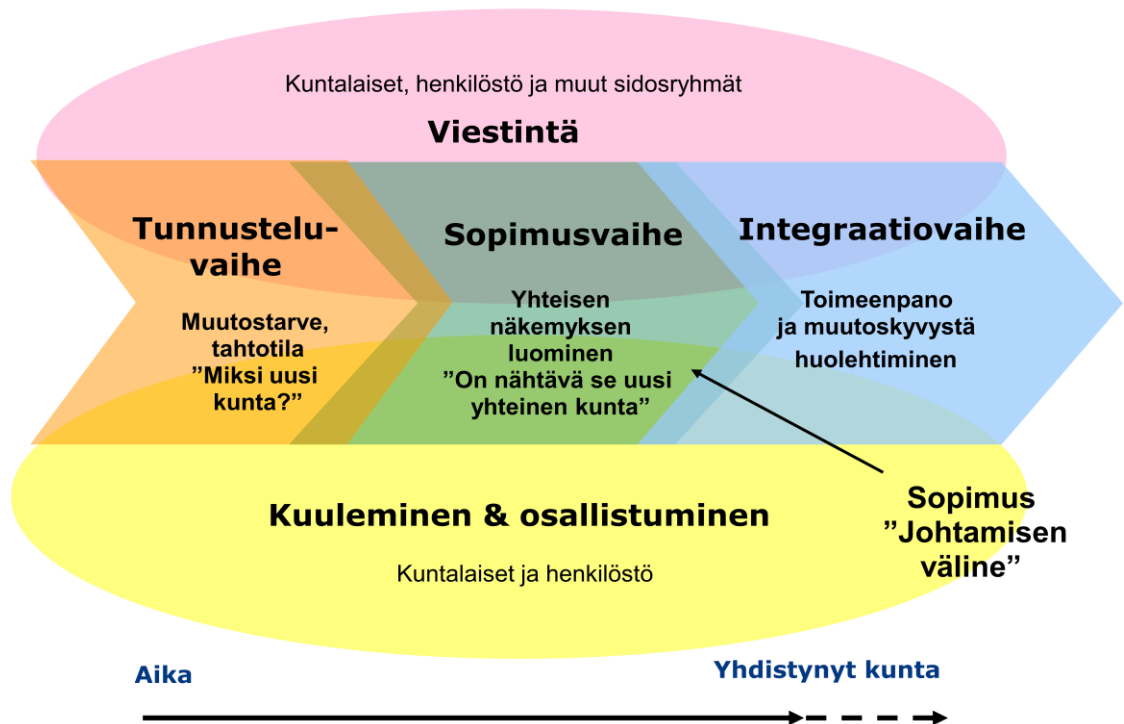 Kuntalaiset, henkilöstö ja muut sidosryhmät
Viestintä
Tunnustelu-
vaihe
Muutostarve,
tahtotila
”Miksi uusi
kunta?”
Sopimusvaihe
Yhteisen
näkemyksen
luominen
”On nähtävä se uusi
yhteinen kunta”
Integraatiovaihe
Toimeenpano
ja muutoskyvystä
huolehtiminen
Kuuleminen & osallistuminen
Kuntalaiset ja henkilöstö
Sopimus
”Johtamisen
väline”
Aika
Yhdistynyt kunta